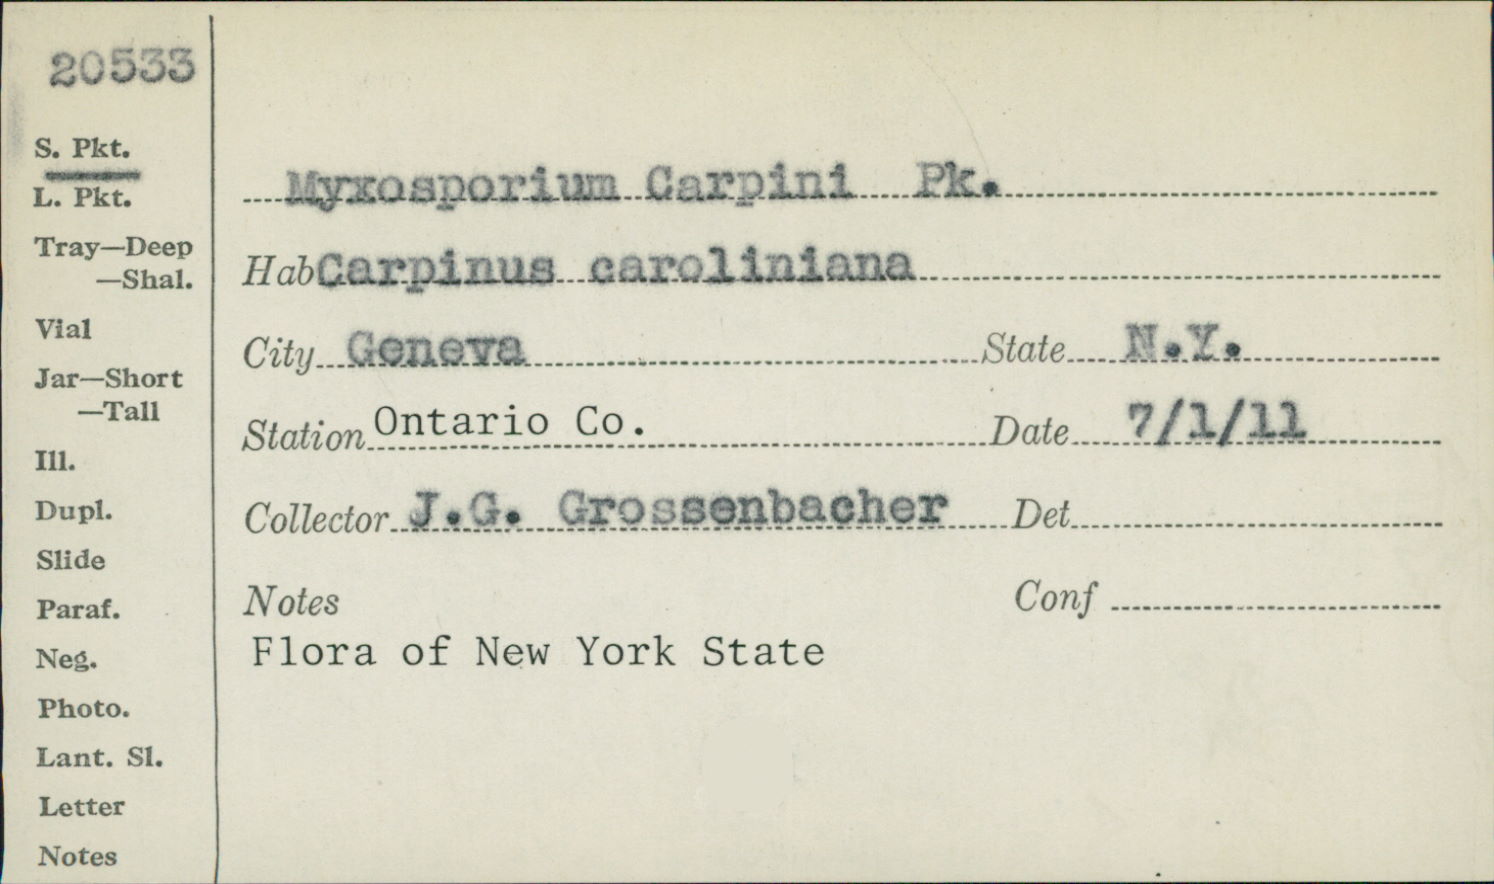 20533
S. Pkt.
L. Pkt.
Tray—Deep
—Shal.
Vial
Jar—Short
—Tall
Ill.
Dupl.
Slide
Paraf.
Neg.
Photo.
Lant. Sl.
Letter
Notes
Myxosporium Carpini Pk.
Hab Carpinus caroliniana
City Geneva State N.Y.
Station Ontario Co. Date 7/1/11
Collector J.G. Grossenbacher Det
Notes Conf
Flora of New York State